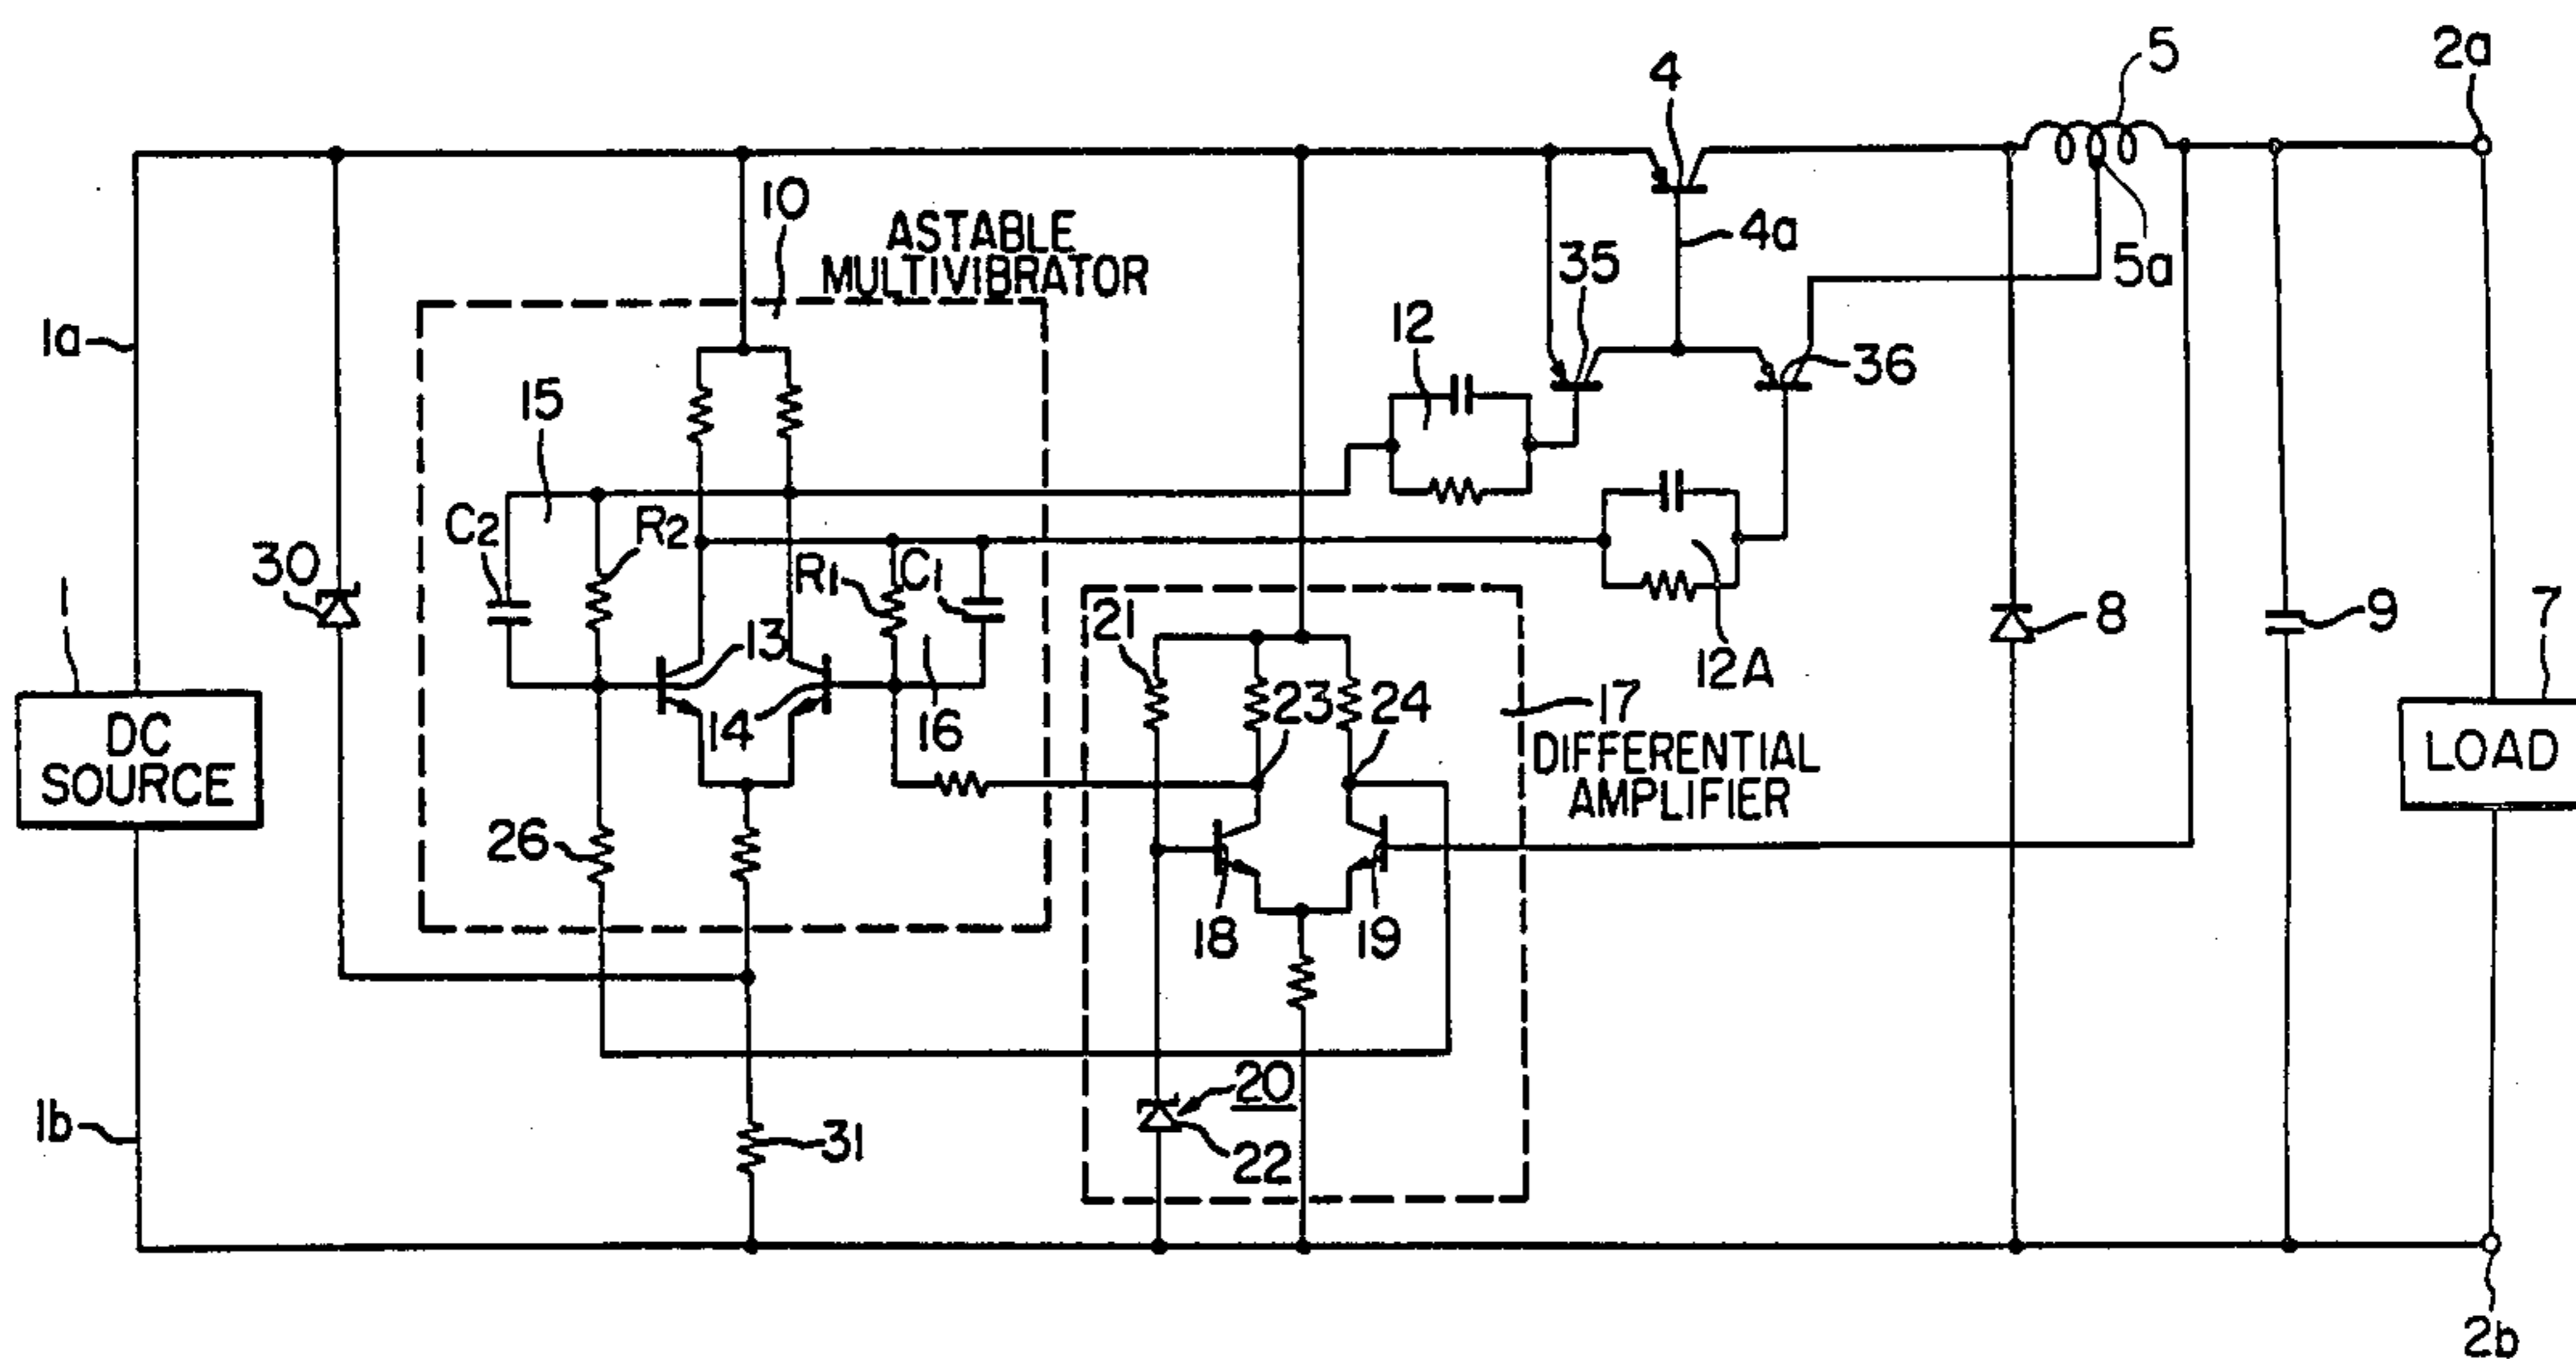 5
2a
4
10
ASTABLE
MULTIVIBRATOR
4a
5a
35
1a
12
36
15
C2
R2
30
R1
C1
1
21
8
9
7
12A
13
14
16
23
24
17
DC
SOURCE
DIFFERENTIAL
AMPLIFIER
LOAD
26
18
19
20
22
1b
31
2b